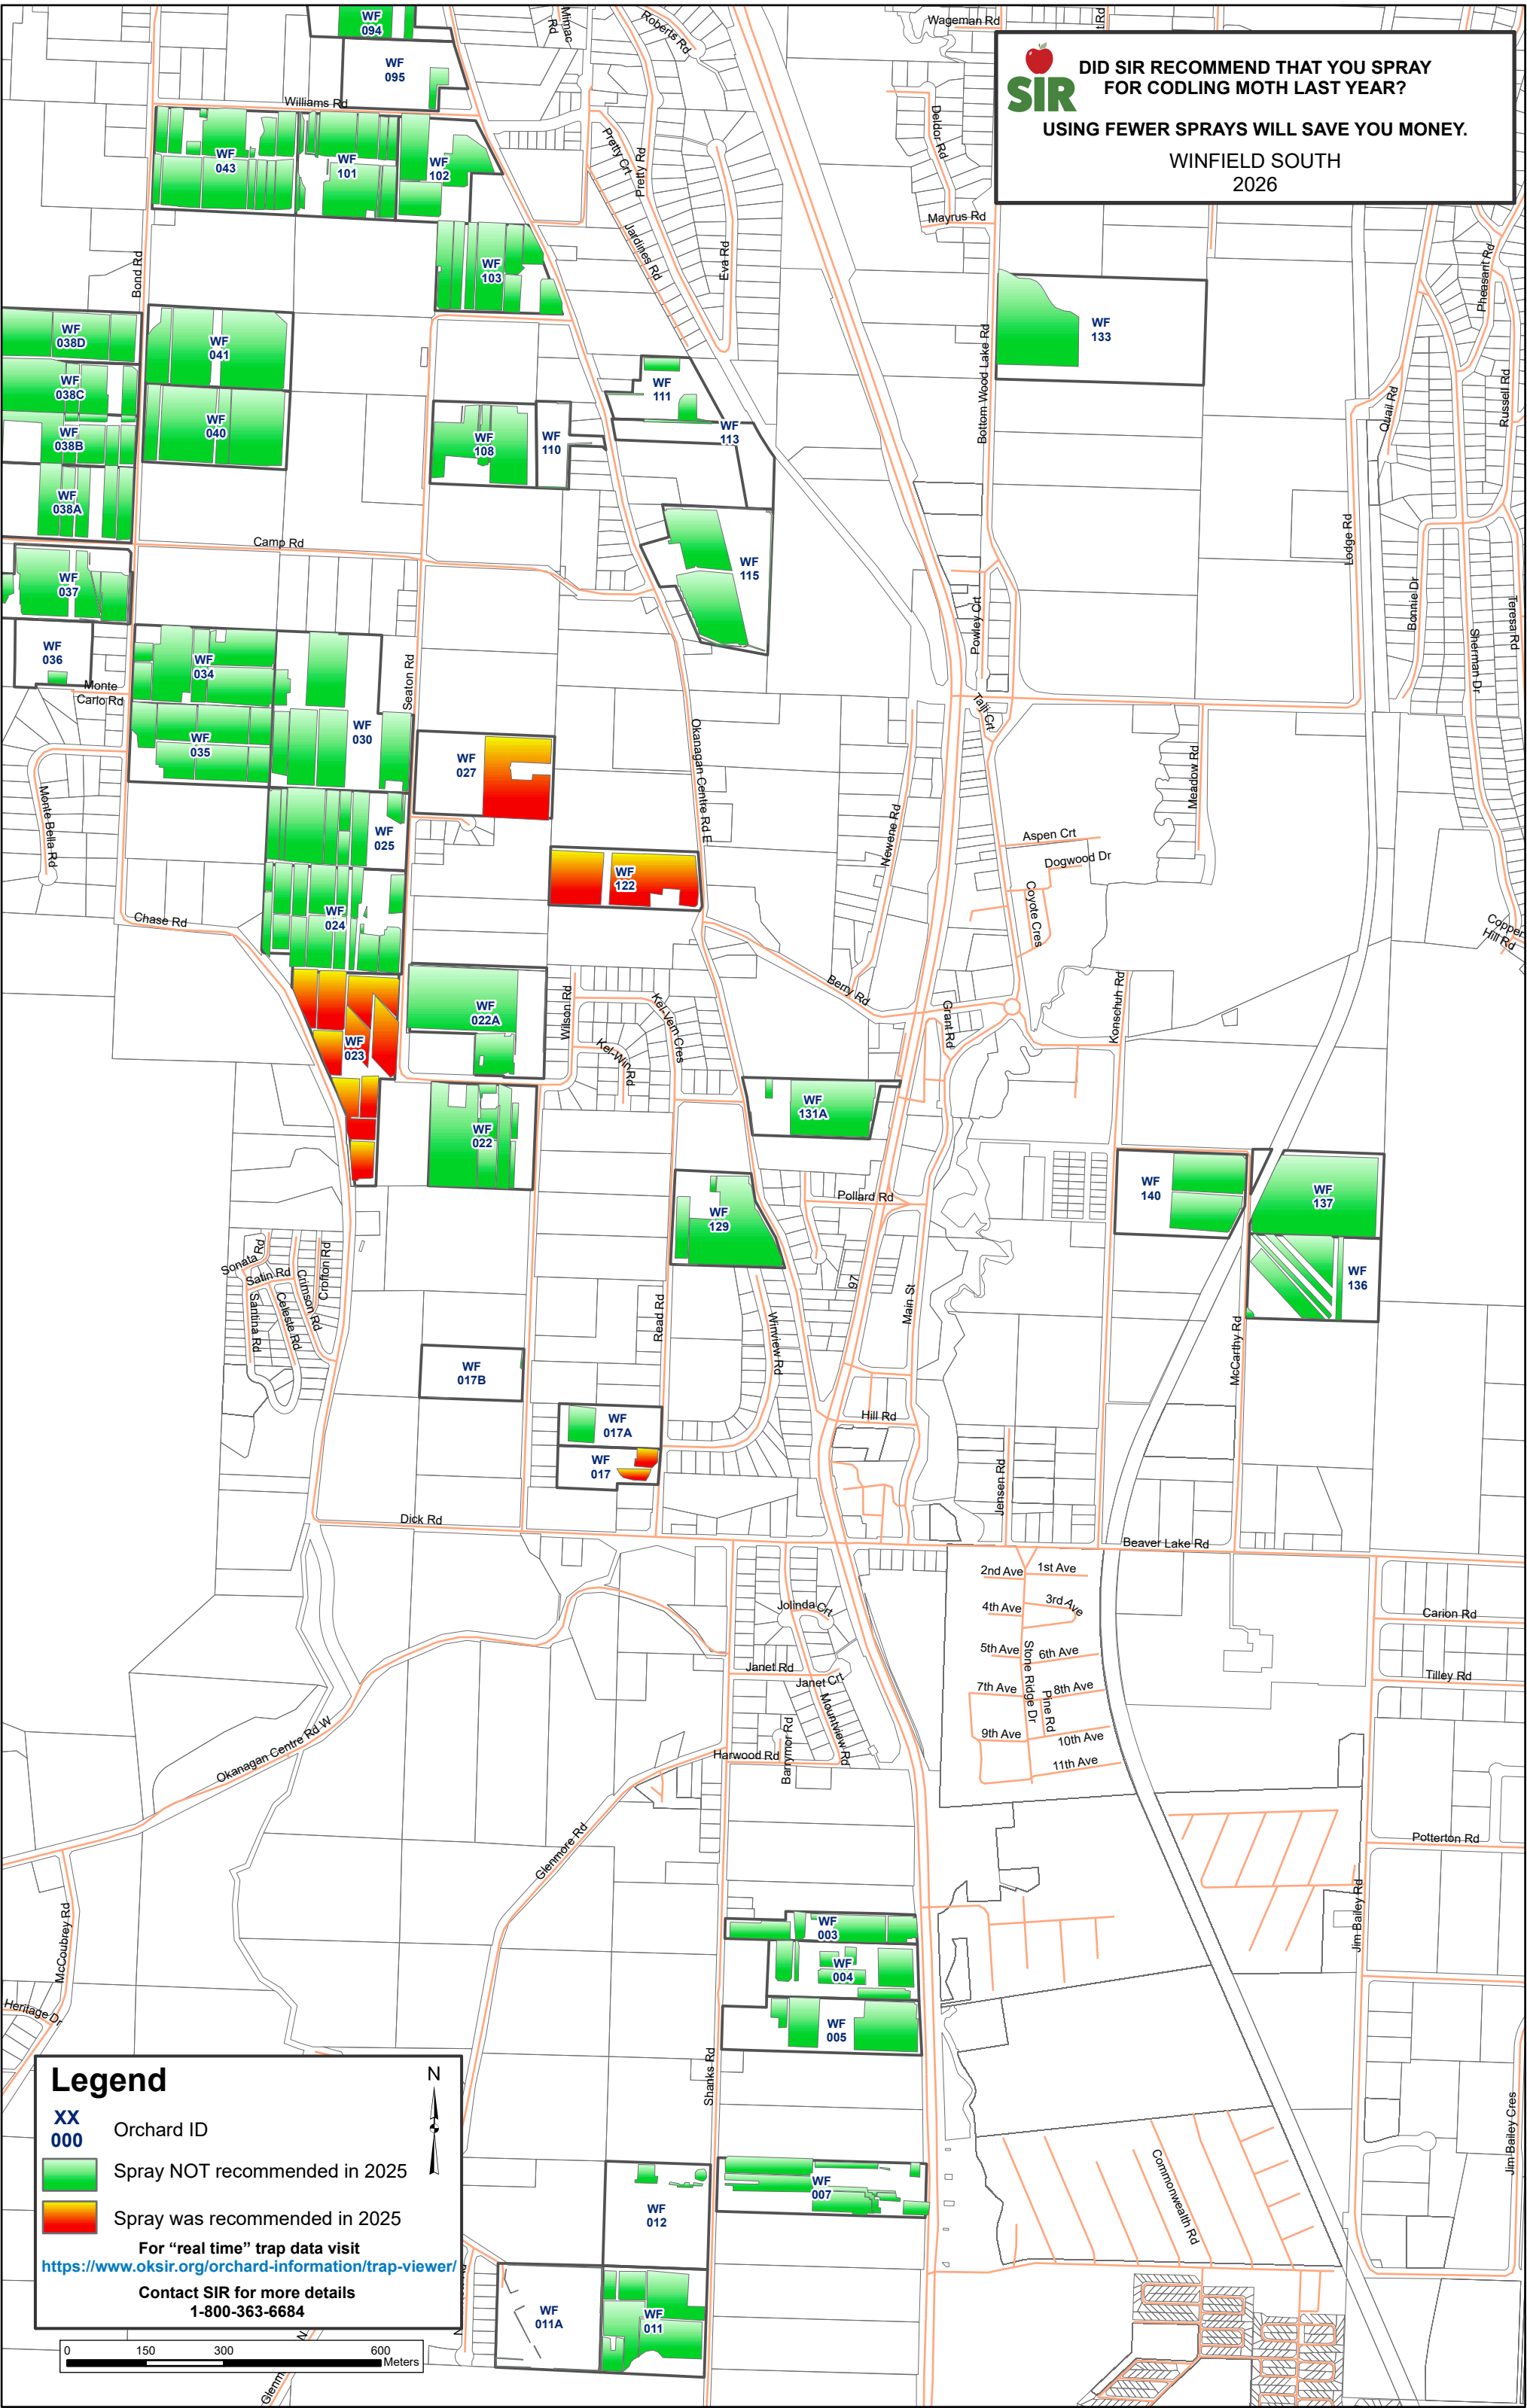 DID SIR RECOMMEND THAT YOU SPRAY
FOR CODLING MOTH LAST YEAR?
USING FEWER SPRAYS WILL SAVE YOU MONEY.
WINFIELD SOUTH
2026
SIR
WF
094
WF
095
Mimac
Rd
Roberts Rd
Wageman Rd
Williams Rd
WF
043
WF
101
WF
102
Pretty Crt
Pretty Rd
Deldor Rd
Mayrus Rd
Jardines Rd
Eva Rd
Bond Rd
WF
103
Pheasant Rd
WF
133
Bottom Wood Lake Rd
WF
038D
WF
041
WF
038C
WF
111
Quail Rd
Russell Rd
WF
040
WF
038B
WF
108
WF
110
WF
113
WF
038A
Camp Rd
Lodge Rd
WF
115
WF
037
Powley Crt
Bonnie Dr
Sherman Dr
Teresa Rd
WF
036
WF
034
Monte
Carlo Rd
Seaton Rd
Talji Crt
WF
035
WF
030
WF
027
Okanagan Centre Rd E
Meadow Rd
Monte Bella Rd
WF
025
Newene Rd
Aspen Crt
Dogwood Dr
WF
122
Coyote Cres
WF
024
Chase Rd
Copper
Hill Rd
Berry Rd
WF
022A
Wilson Rd
Kel-Vern Cres
Kel-Win Rd
Grant Rd
Konschuh Rd
WF
023
WF
131A
WF
022
WF
140
WF
137
Pollard Rd
WF
129
Sonata Rd
Satin Rd
Santina Rd
Celeste Rd
Crimson Rd
Crofton Rd
WF
136
97
Main St
Read Rd
Winview Rd
McCarthy Rd
WF
017B
WF
017A
Hill Rd
WF
017
Jensen Rd
Dick Rd
Beaver Lake Rd
2nd Ave
1st Ave
4th Ave
3rd Ave
Jolinda Crt
Carion Rd
5th Ave
6th Ave
Stone Ridge Dr
Janet Rd
Janet Crt
Tilley Rd
7th Ave
8th Ave
Pine Rd
Mountview Rd
9th Ave
10th Ave
Okanagan Centre Rd W
Harwood Rd
Barrymor Rd
11th Ave
Glenmore Rd
Potterton Rd
McCoubrey Rd
Jim Bailey Rd
WF
003
WF
004
Heritage Dr
WF
005
Shanks Rd
Commonwealth Rd
Jim Bailey Cres
WF
007
WF
012
WF
011A
WF
011
Legend
N
XX
000
Orchard ID
Spray NOT recommended in 2025
Spray was recommended in 2025
For “real time” trap data visit
https://www.oksir.org/orchard-information/trap-viewer/
Contact SIR for more details
1-800-363-6684
0 150 300 600
Meters